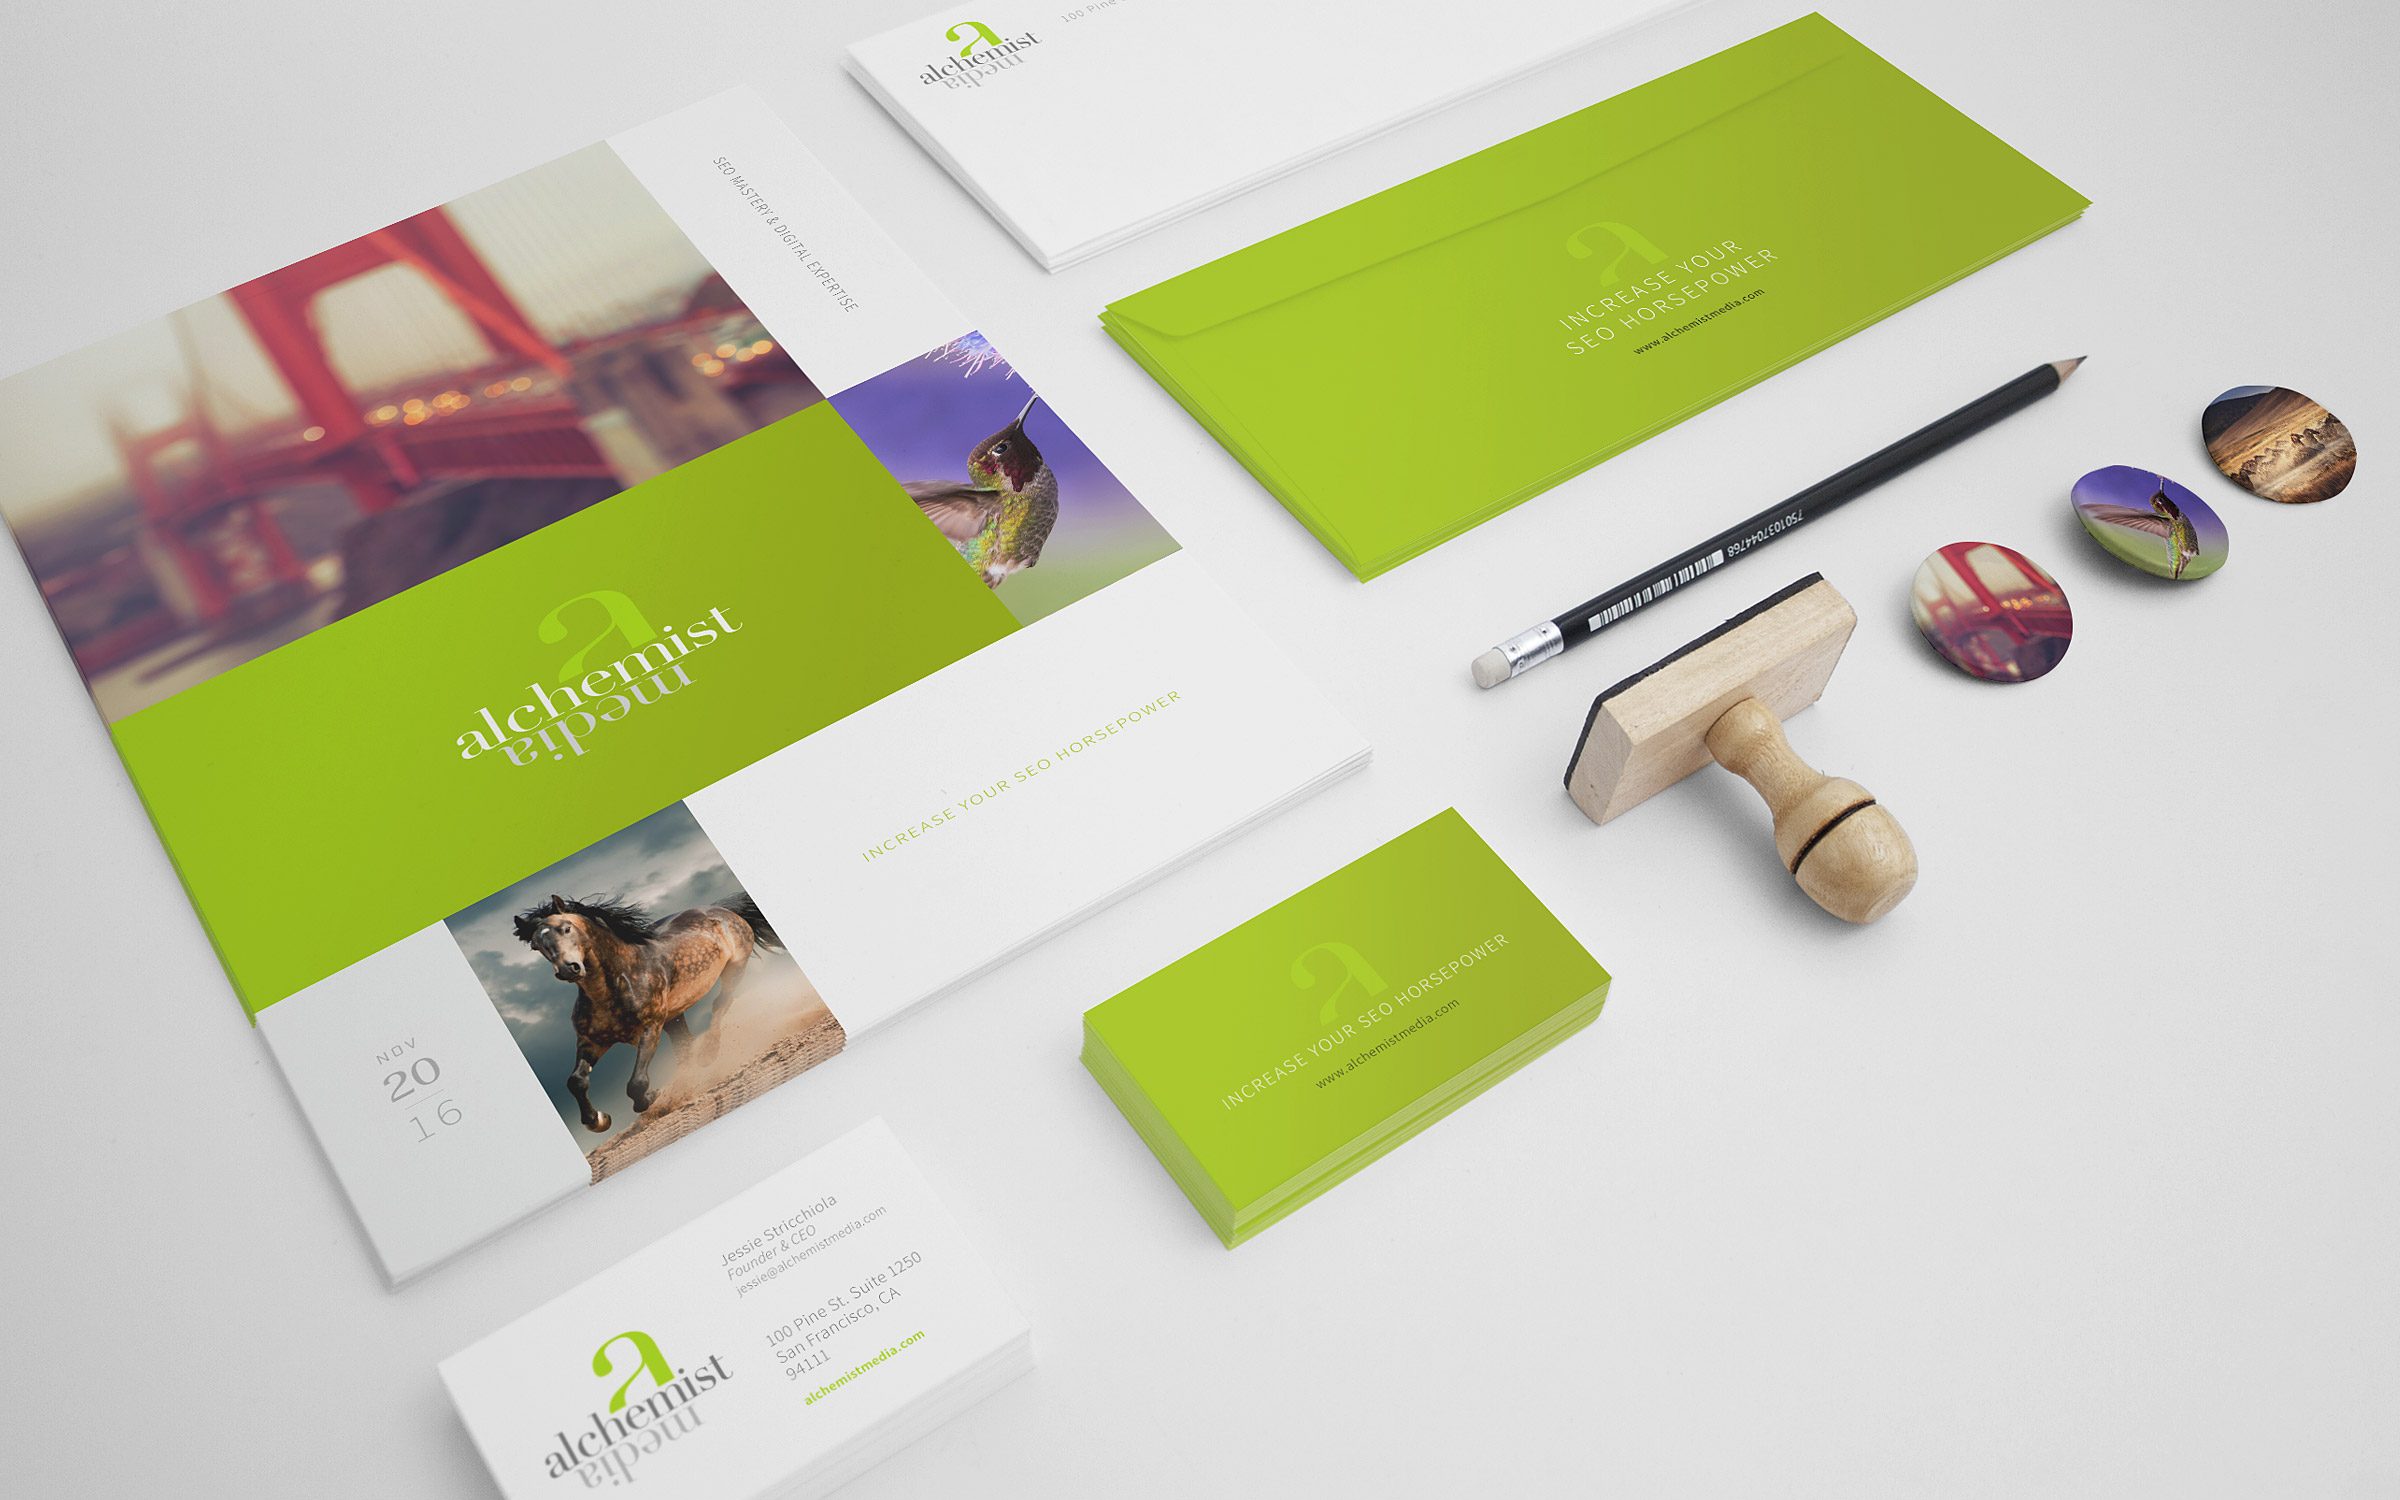 a
alchemist
media
100 Pine
SEO MASTERY & DIGITAL EXPERTISE
a
INCREASE YOUR
SEO HORSEPOWER
www.alchemistmedia.com
7501037044768
a
alchemist
media
INCREASE YOUR SEO HORSEPOWER
NOV
20
16
a
INCREASE YOUR SEO HORSEPOWER
www.alchemistmedia.com
Jessie Stricchiola
Founder & CEO
jessie@alchemistmedia.com
100 Pine St. Suite 1250
San Francisco, CA
94111
alchemistmedia.com
a
alchemist
media